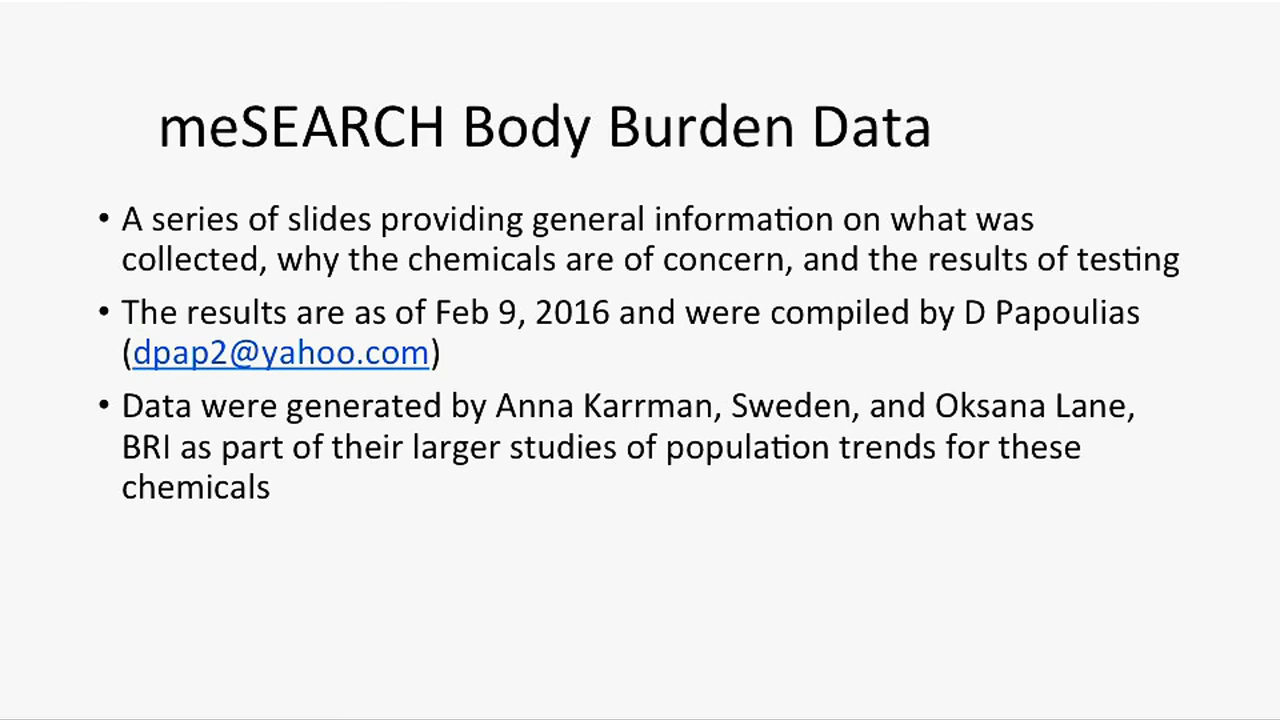 meSEARCH Body Burden Data
• A series of slides providing general information on what was
collected, why the chemicals are of concern, and the results of testing
• The results are as of Feb 9, 2016 and were compiled by D Papoulias
(dpap2@yahoo.com)
• Data were generated by Anna Karrman, Sweden, and Oksana Lane,
BRI as part of their larger studies of population trends for these
chemicals